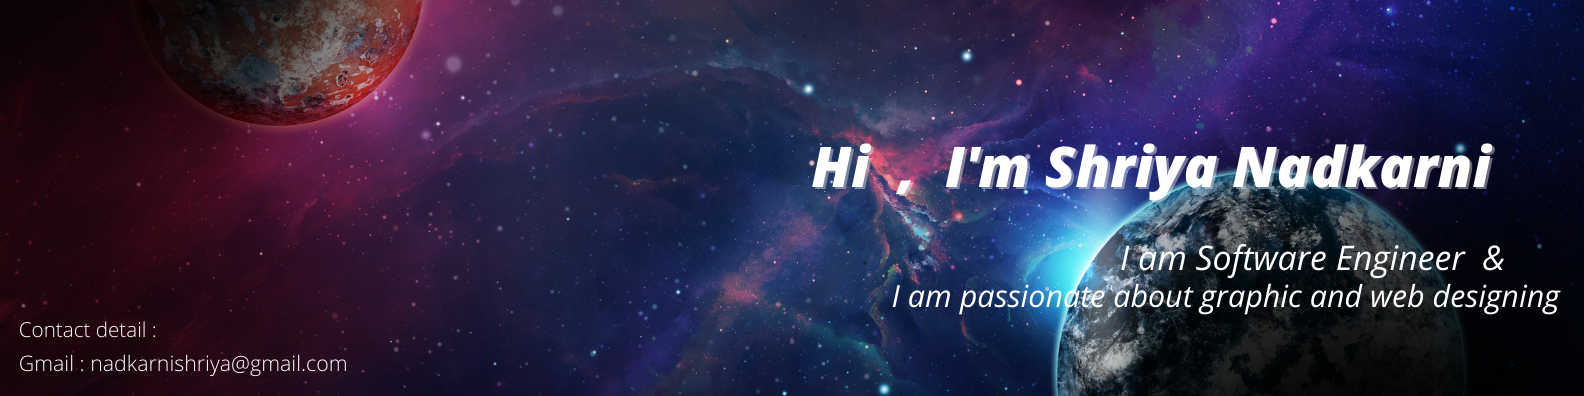 Hi , I'm Shriya Nadkarni
I am Software Engineer &
I am passionate about graphic and web designing
Contact detail :
Gmail : nadkarnishriya@gmail.com